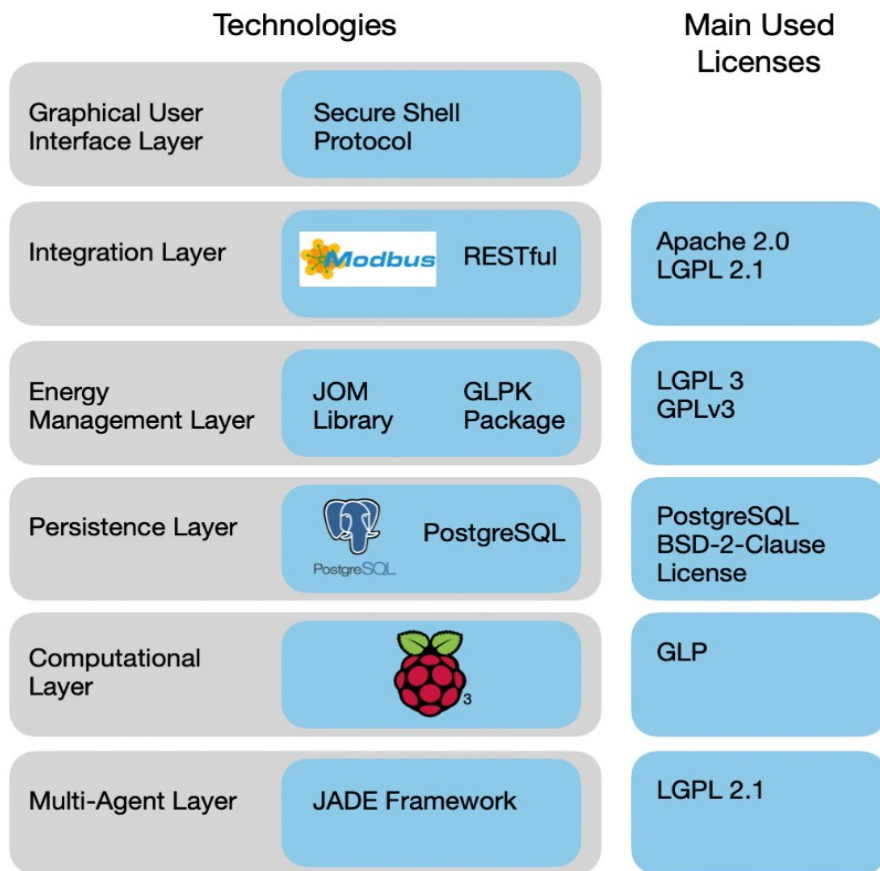 Technologies
Main Used
Licenses
Graphical User
Interface Layer
Secure Shell
Protocol
Integration Layer
Modbus
RESTful
Apache 2.0
LGPL 2.1
Energy
Management Layer
JOM
Library
GLPK
Package
LGPL 3
GPLv3
Persistence Layer
PostgreSQL
PostgreSQL
PostgreSQL
BSD-2-Clause
License
Computational
Layer
3
GLP
Multi-Agent Layer
JADE Framework
LGPL 2.1